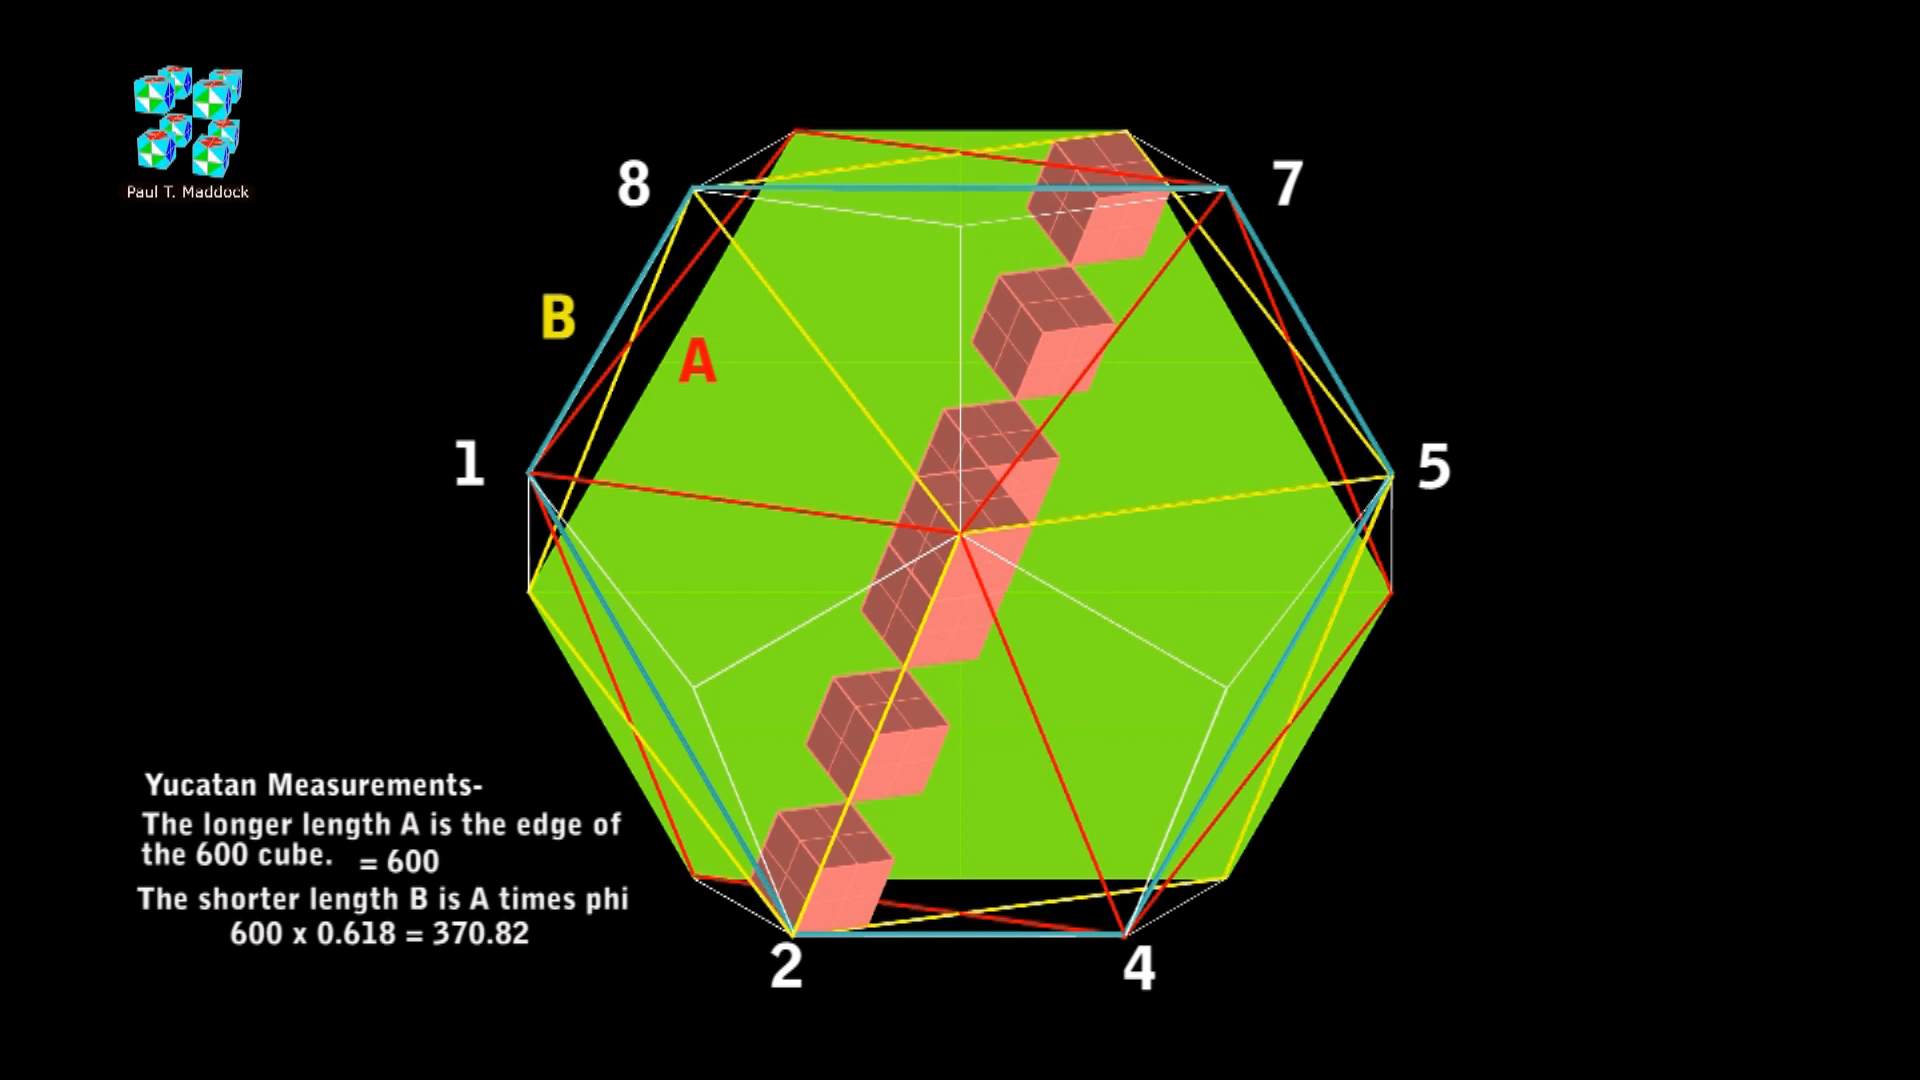 Paul T. Maddock
8
7
B
A
1
5
Yucatan Measurements-
The longer length A is the edge of
the 600 cube. = 600
The shorter length B is A times phi
600 x 0.618 = 370.82
2
4